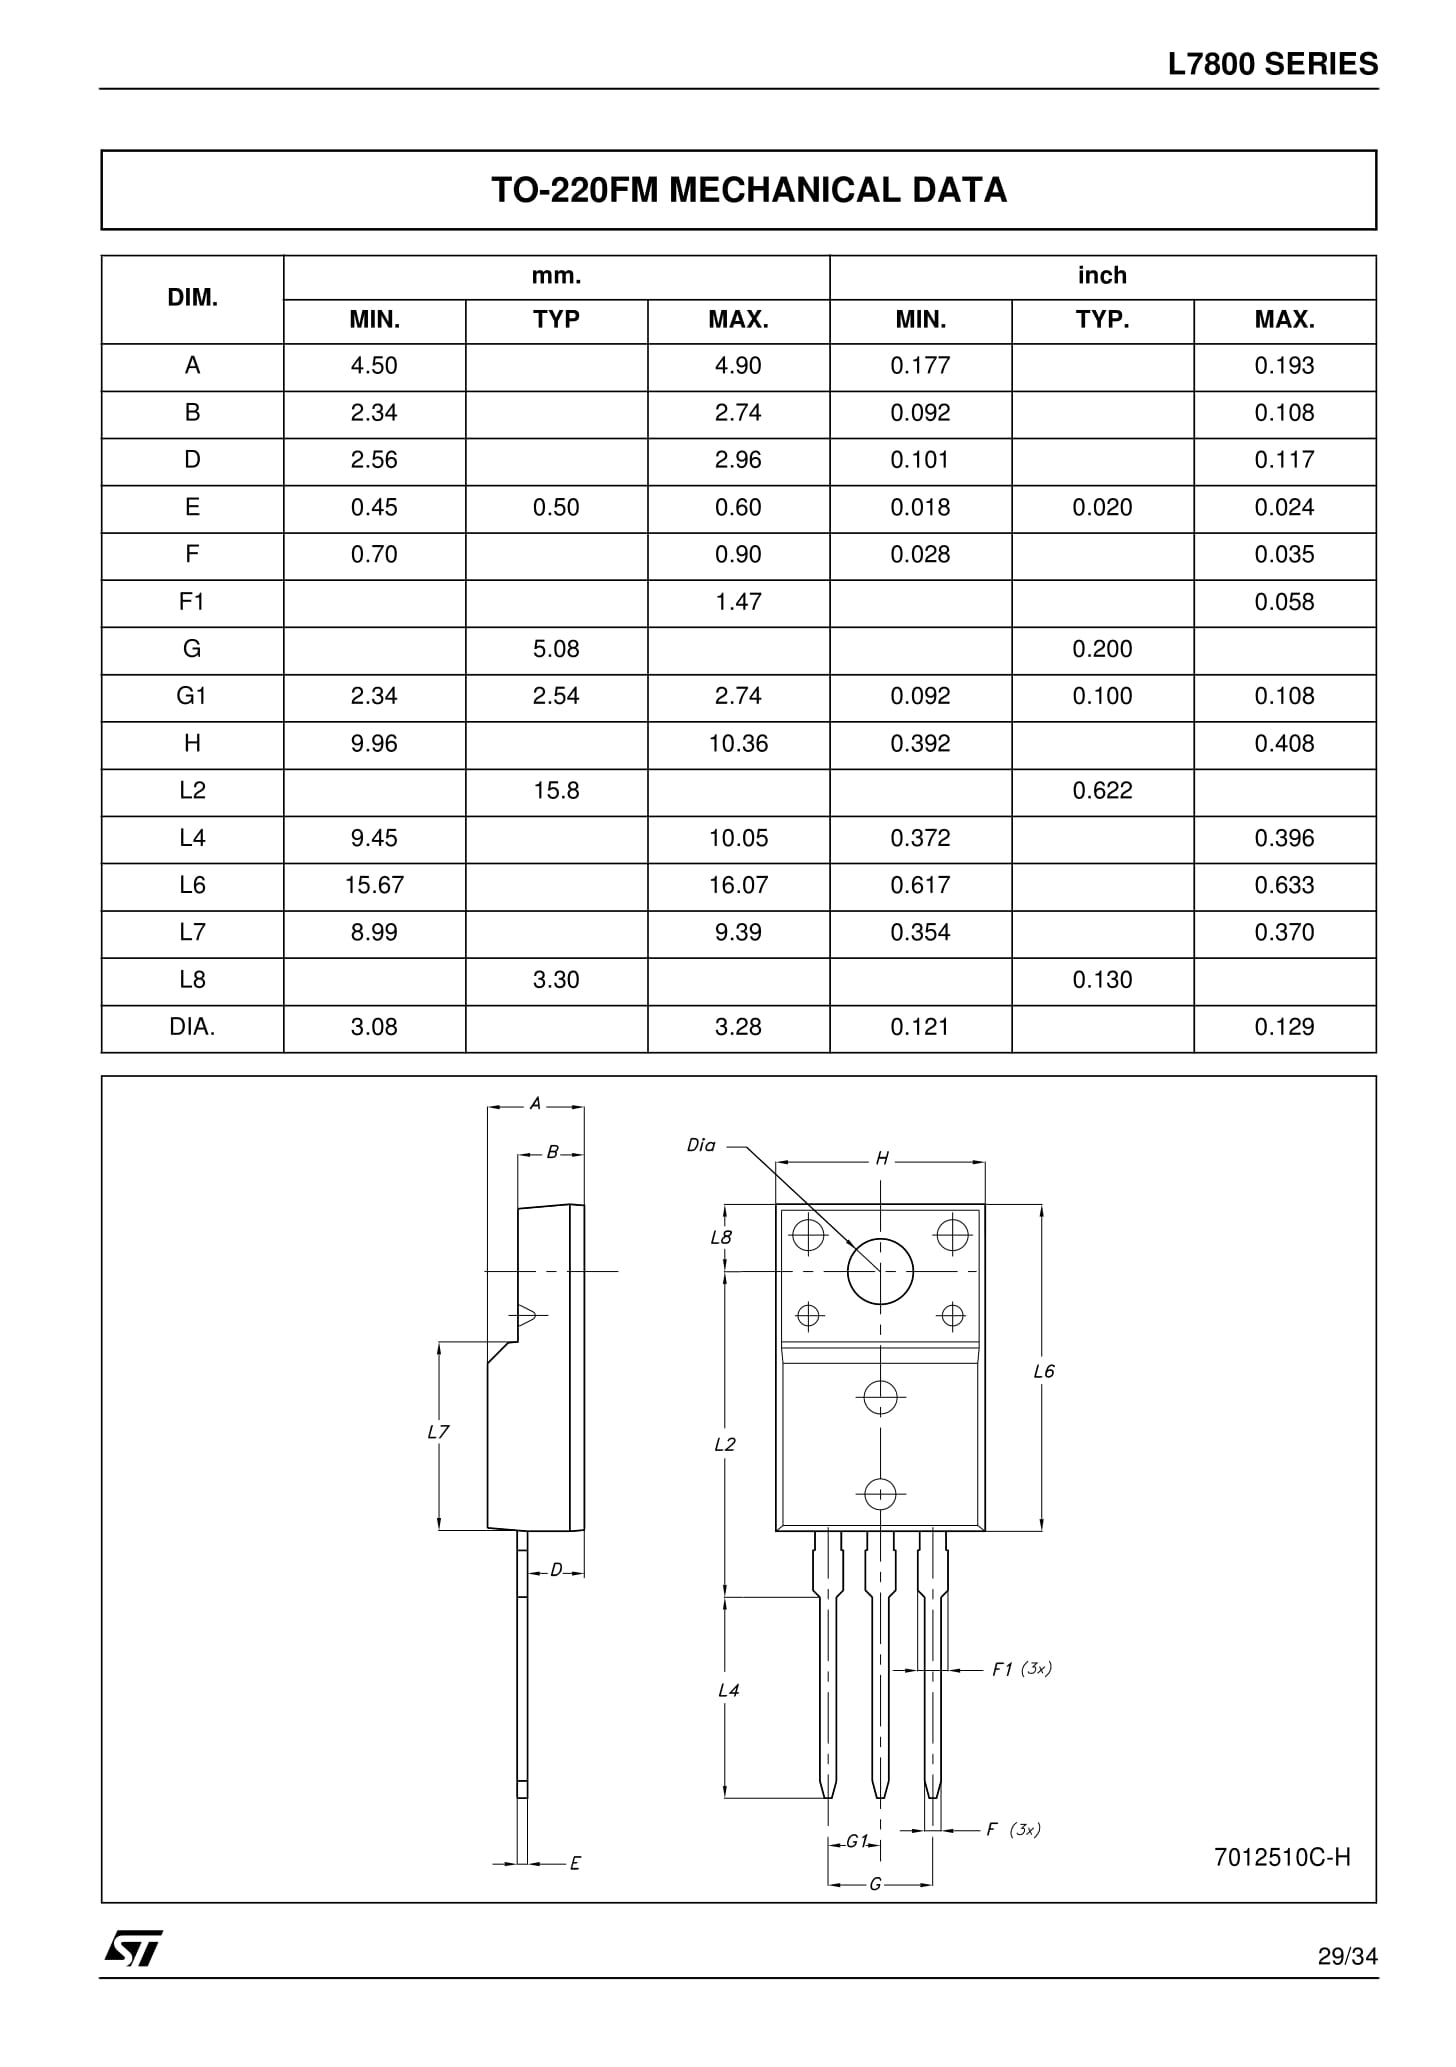 L7800 SERIES
TO-220FM MECHANICAL DATA
DIM. mm. inch
MIN. TYP MAX. MIN. TYP. MAX.
A 4.50 4.90 0.177 0.193
B 2.34 2.74 0.092 0.108
D 2.56 2.96 0.101 0.117
E 0.45 0.50 0.60 0.018 0.020 0.024
F 0.70 0.90 0.028 0.035
F1 1.47 0.058
G 5.08 0.200
G1 2.34 2.54 2.74 0.092 0.100 0.108
H 9.96 10.36 0.392 0.408
L2 15.8 0.622
L4 9.45 10.05 0.372 0.396
L6 15.67 16.07 0.617 0.633
L7 8.99 9.39 0.354 0.370
L8 3.30 0.130
DIA. 3.08 3.28 0.121 0.129
A
B
Dia
H
L8
L6
L7
L2
D
F1 (3x)
L4
F (3x)
G1
E
G
7012510C-H
ST
29/34